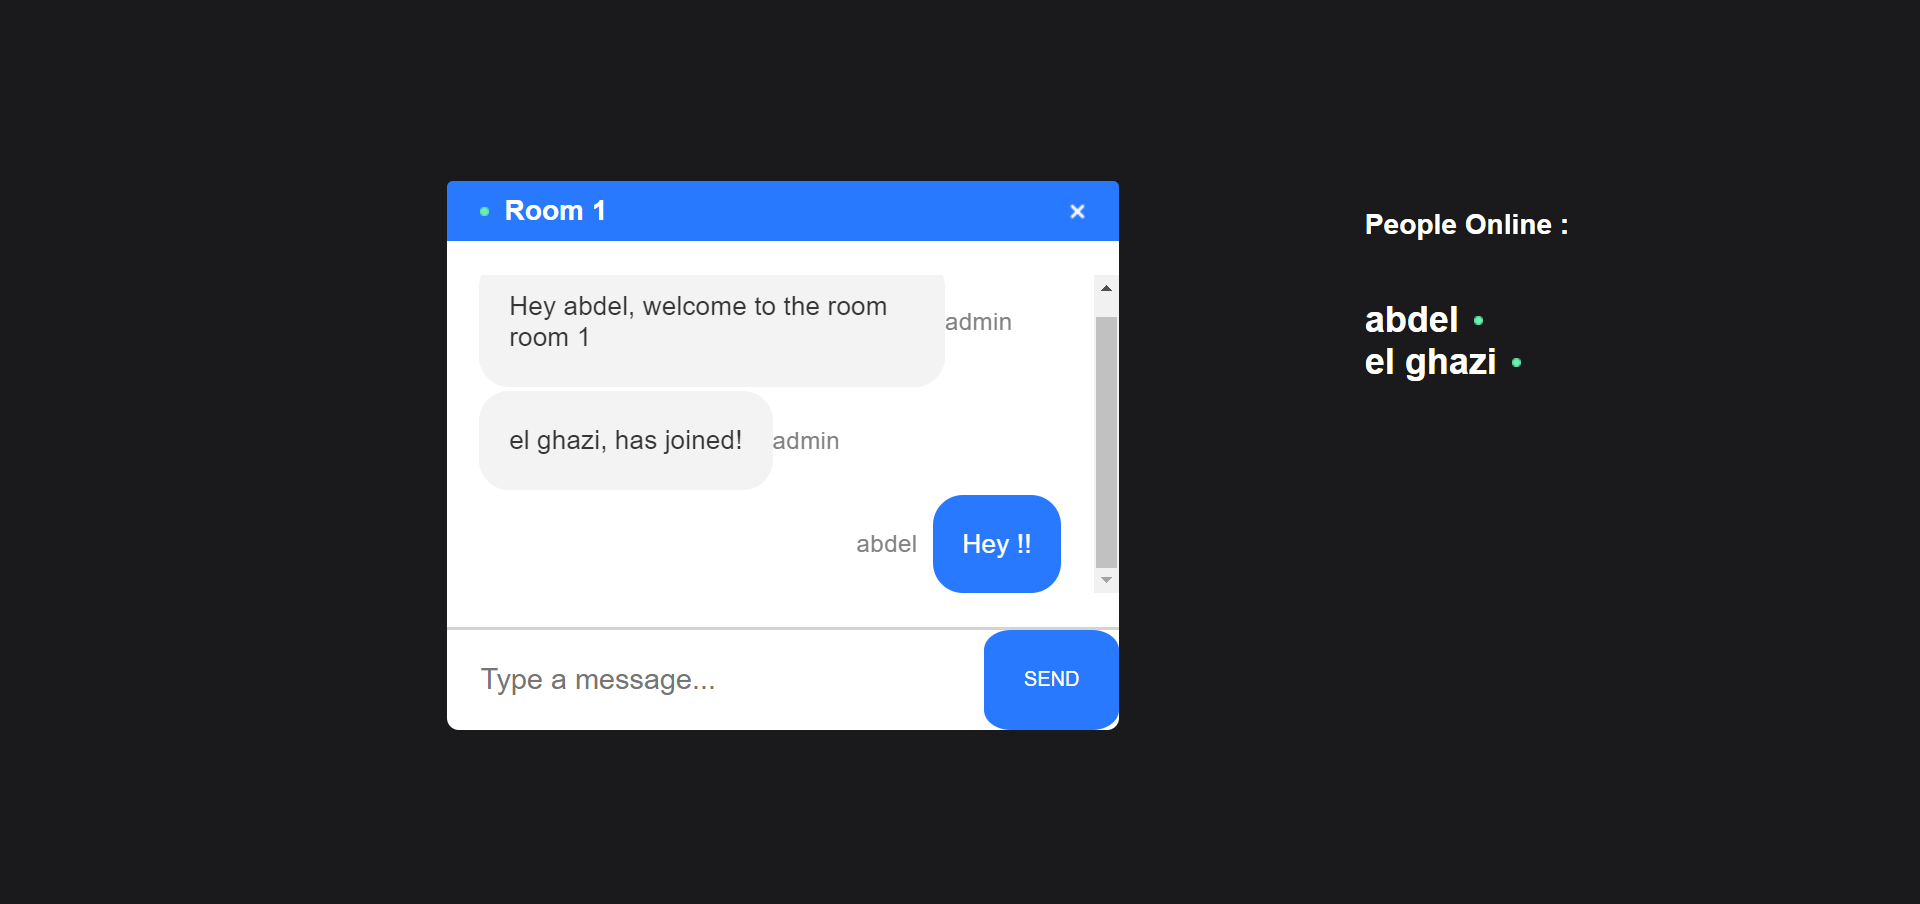 Room 1
Hey abdel, welcome to the room
room 1
admin
el ghazi, has joined!
admin
abdel
Hey !!
Type a message...
SEND
People Online :
abdel
el ghazi